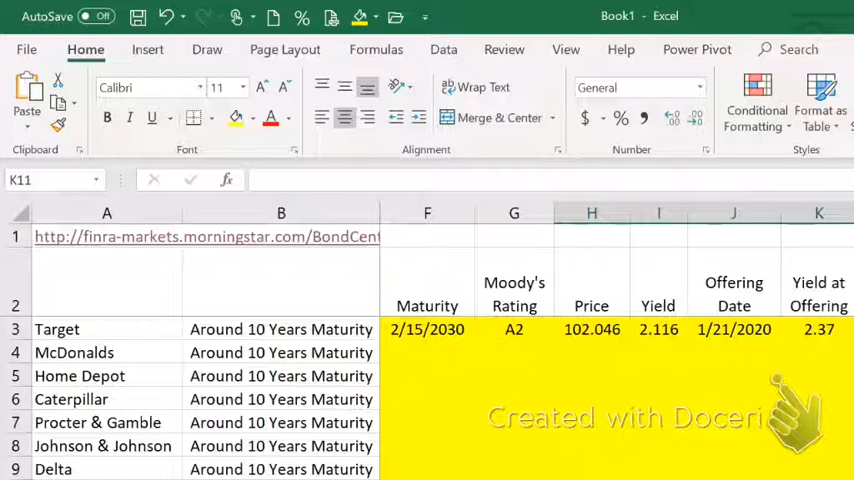 AutoSave Off Book1 - Excel
File Home Insert Draw Page Layout Formulas Data Review View Help Power Pivot Search
Paste Calibri 11 A A ab Wrap Text General Conditional Format as
B I U A Merge & Center $ % , Formatting Table
Clipboard Font Alignment Number Styles
K11 fx
A B F G H I J K
1 http://finra-markets.morningstar.com/BondCent
Moody's Offering Yield at
2 Maturity Rating Price Yield Date Offering
3 Target Around 10 Years Maturity 2/15/2030 A2 102.046 2.116 1/21/2020 2.37
4 McDonalds Around 10 Years Maturity
5 Home Depot Around 10 Years Maturity
6 Caterpillar Around 10 Years Maturity
7 Procter & Gamble Around 10 Years Maturity
Created with Doceri
8 Johnson & Johnson Around 10 Years Maturity
9 Delta Around 10 Years Maturity